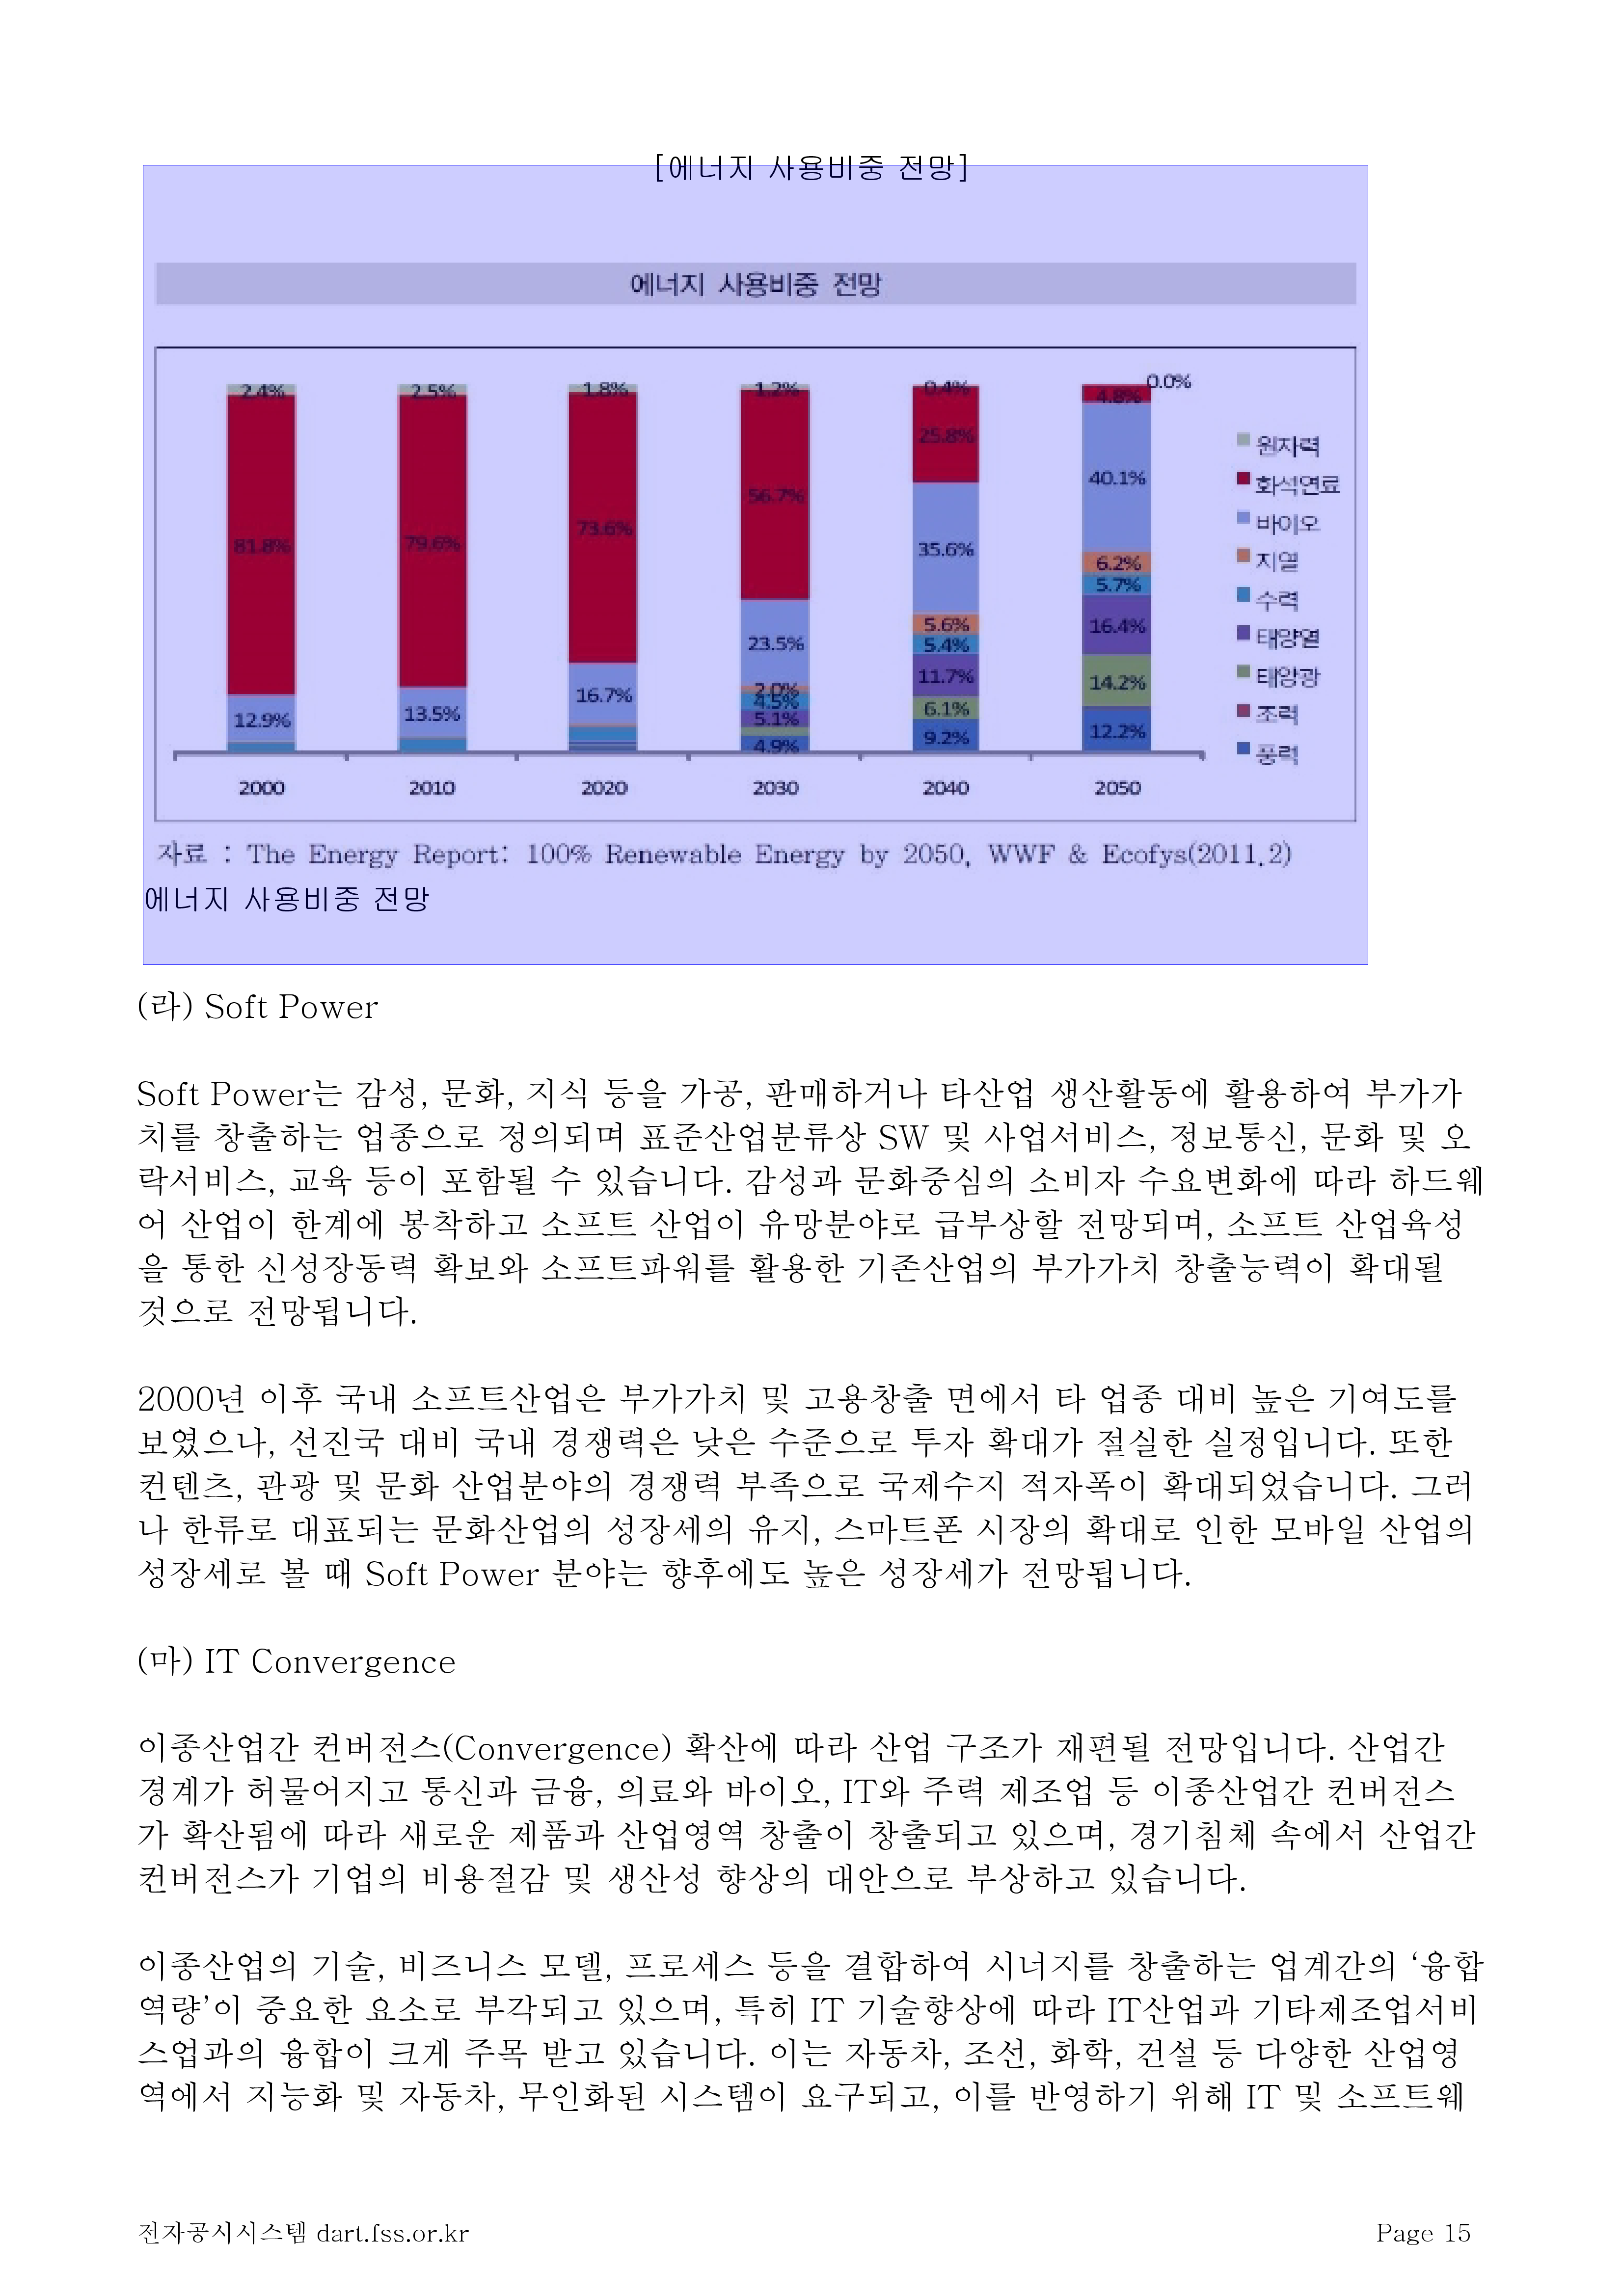 [에너지 사용비중 전망]
에너지 사용비중 전망
2.4% 2.5% 1.8% 1.2% 0.4% 4.8% 0.0%
81.8% 79.6% 73.6% 56.7% 25.8% 40.1%
12.9% 13.5% 16.7% 23.5% 35.6% 6.2%
2.0% 5.6% 5.7%
4.5% 5.4% 16.4%
5.1% 11.7% 14.2%
4.9% 6.1% 12.2%
9.2%
원자력
화석연료
바이오
지열
수력
태양열
태양광
조력
풍력
2000 2010 2020 2030 2040 2050
자료 : The Energy Report: 100% Renewable Energy by 2050, WWF & Ecofys(2011.2)
에너지 사용비중 전망
(라) Soft Power
Soft Power는 감성, 문화, 지식 등을 가공, 판매하거나 타산업 생산활동에 활용하여 부가가
치를 창출하는 업종으로 정의되며 표준산업분류상 SW 및 사업서비스, 정보통신, 문화 및 오
락서비스, 교육 등이 포함될 수 있습니다. 감성과 문화중심의 소비자 수요변화에 따라 하드웨
어 산업이 한계에 봉착하고 소프트 산업이 유망분야로 급부상할 전망되며, 소프트 산업육성
을 통한 신성장동력 확보와 소프트파워를 활용한 기존산업의 부가가치 창출능력이 확대될
것으로 전망됩니다.
2000년 이후 국내 소프트산업은 부가가치 및 고용창출 면에서 타 업종 대비 높은 기여도를
보였으나, 선진국 대비 국내 경쟁력은 낮은 수준으로 투자 확대가 절실한 실정입니다. 또한
컨텐츠, 관광 및 문화 산업분야의 경쟁력 부족으로 국제수지 적자폭이 확대되었습니다. 그러
나 한류로 대표되는 문화산업의 성장세의 유지, 스마트폰 시장의 확대로 인한 모바일 산업의
성장세로 볼 때 Soft Power 분야는 향후에도 높은 성장세가 전망됩니다.
(마) IT Convergence
이종산업간 컨버전스(Convergence) 확산에 따라 산업 구조가 재편될 전망입니다. 산업간
경계가 허물어지고 통신과 금융, 의료와 바이오, IT와 주력 제조업 등 이종산업간 컨버전스
가 확산됨에 따라 새로운 제품과 산업영역 창출이 창출되고 있으며, 경기침체 속에서 산업간
컨버전스가 기업의 비용절감 및 생산성 향상의 대안으로 부상하고 있습니다.
이종산업의 기술, 비즈니스 모델, 프로세스 등을 결합하여 시너지를 창출하는 업계간의 ‘융합
역량’이 중요한 요소로 부각되고 있으며, 특히 IT 기술향상에 따라 IT산업과 기타제조업서비
스업과의 융합이 크게 주목 받고 있습니다. 이는 자동차, 조선, 화학, 건설 등 다양한 산업영
역에서 지능화 및 자동차, 무인화된 시스템이 요구되고, 이를 반영하기 위해 IT 및 소프트웨
전자공시시스템 dart.fss.or.kr
Page 15